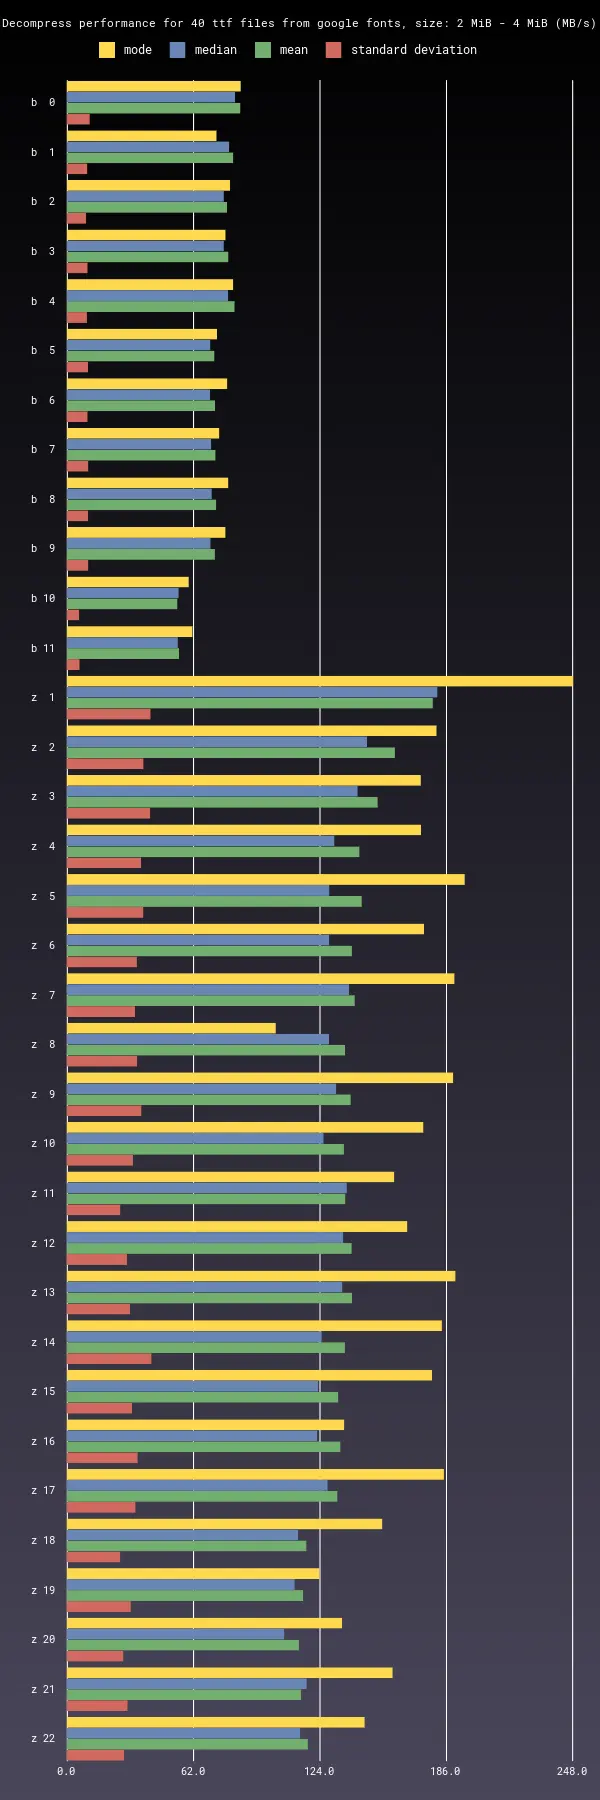 Decompress performance for 40 ttf files from google fonts, size: 2 MiB - 4 MiB (MB/s)
mode median mean standard deviation
b 0
b 1
b 2
b 3
b 4
b 5
b 6
b 7
b 8
b 9
b 10
b 11
z 1
z 2
z 3
z 4
z 5
z 6
z 7
z 8
z 9
z 10
z 11
z 12
z 13
z 14
z 15
z 16
z 17
z 18
z 19
z 20
z 21
z 22
0.0 62.0 124.0 186.0 248.0